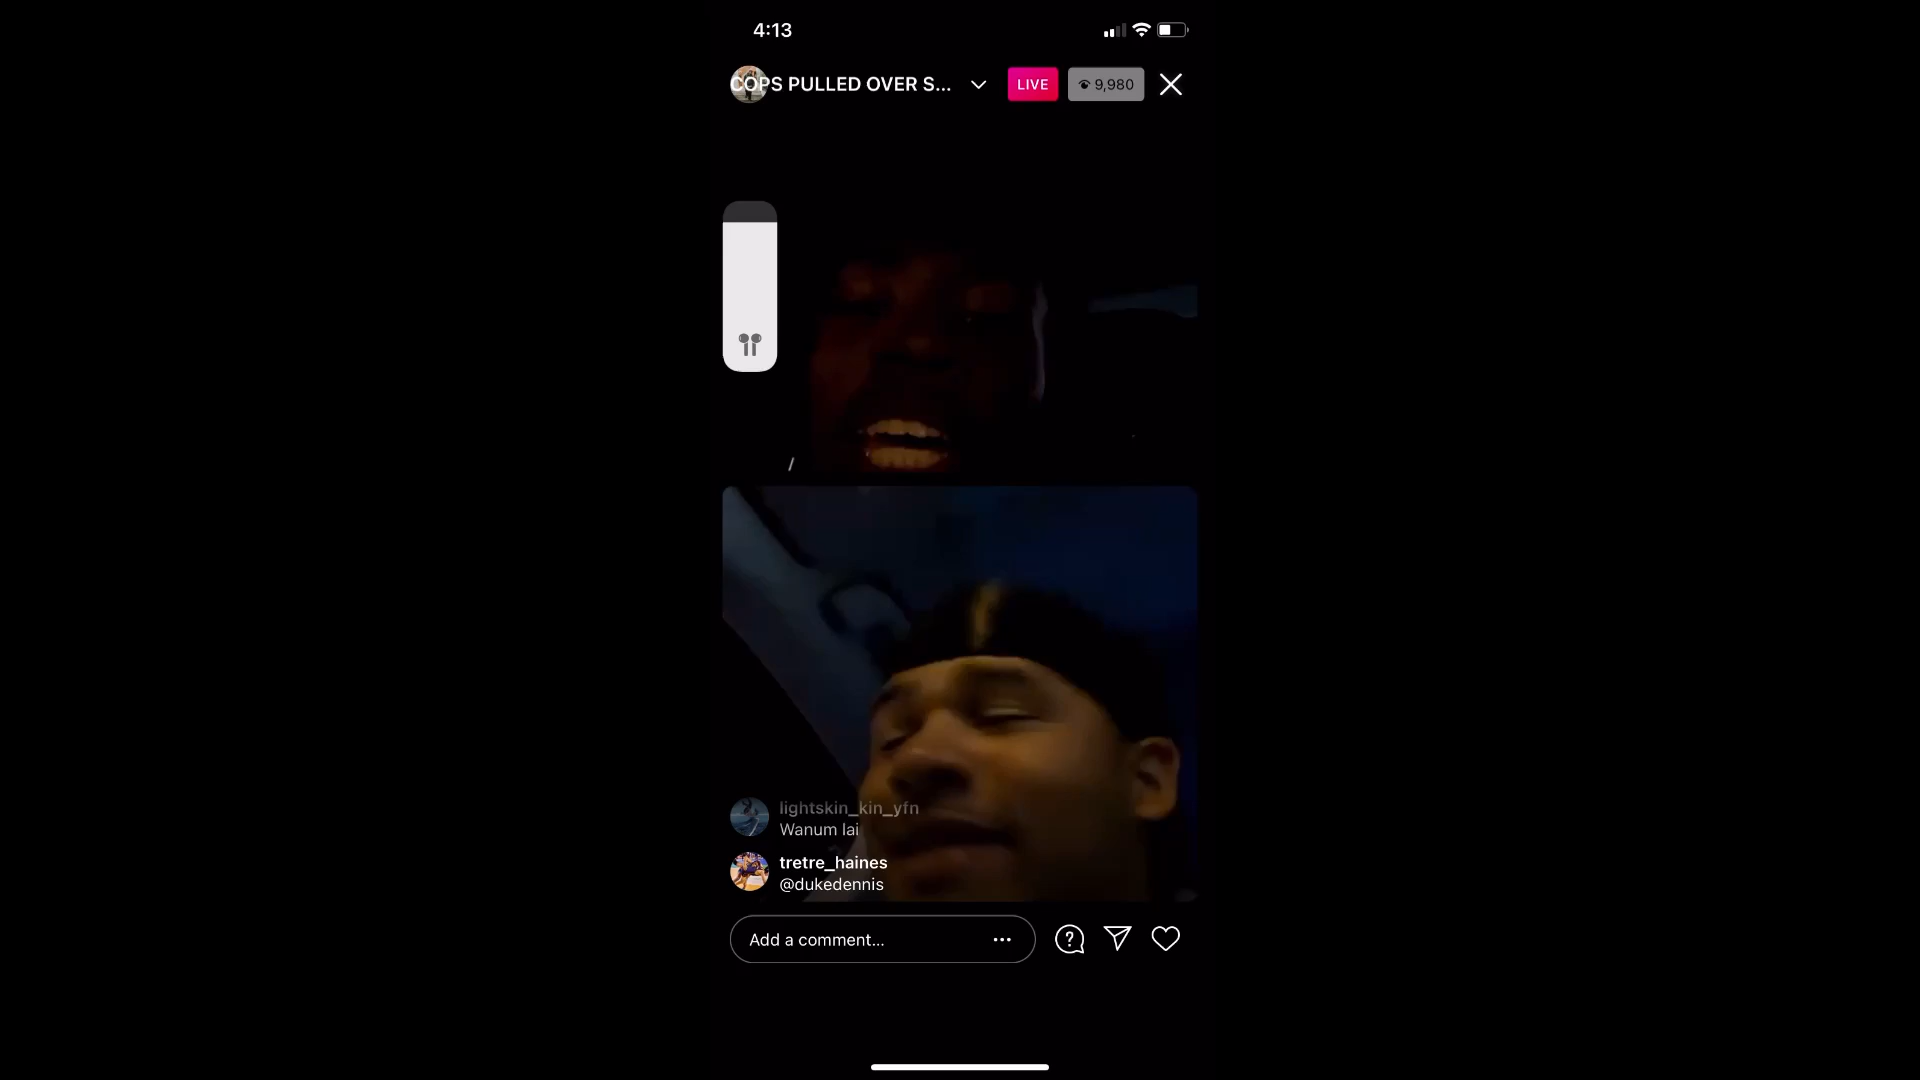 4:13
COPS PULLED OVER S...
LIVE
9,980
lightskin_kin_yfn
Wanum lai
tretre_haines
@dukedennis
Add a comment...